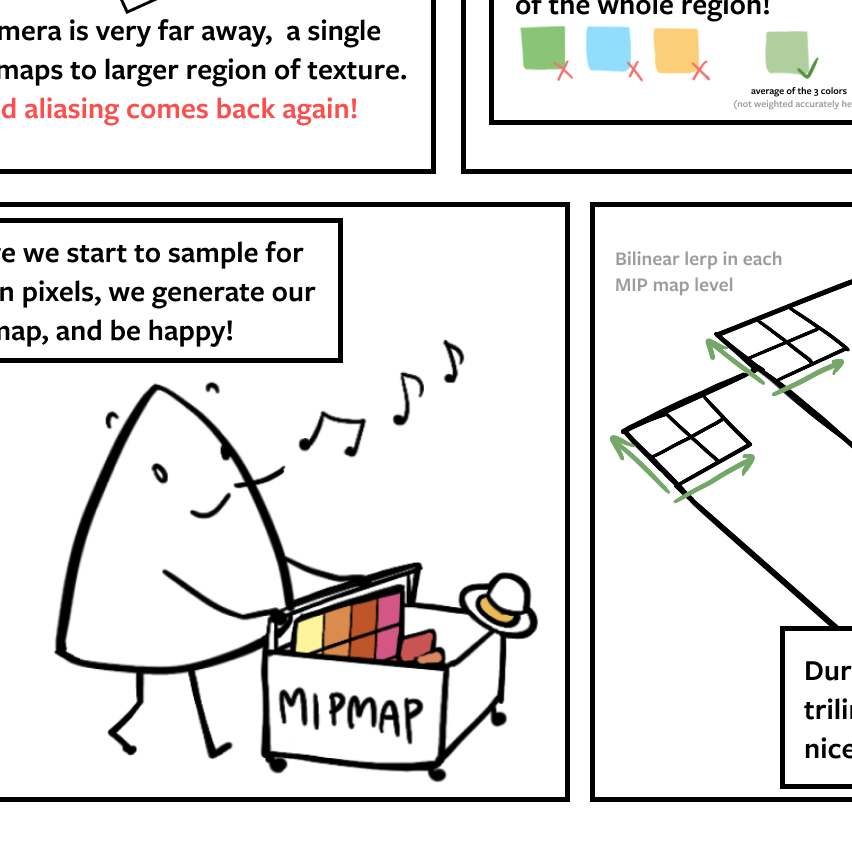 mera is very far away, a single
maps to larger region of texture.
d aliasing comes back again!
of the whole region!
average of the 3 colors
(not weighted accurately he
e we start to sample for
n pixels, we generate our
map, and be happy!
MIPMAP
Bilinear lerp in each
MIP map level
Dur
trili
nice